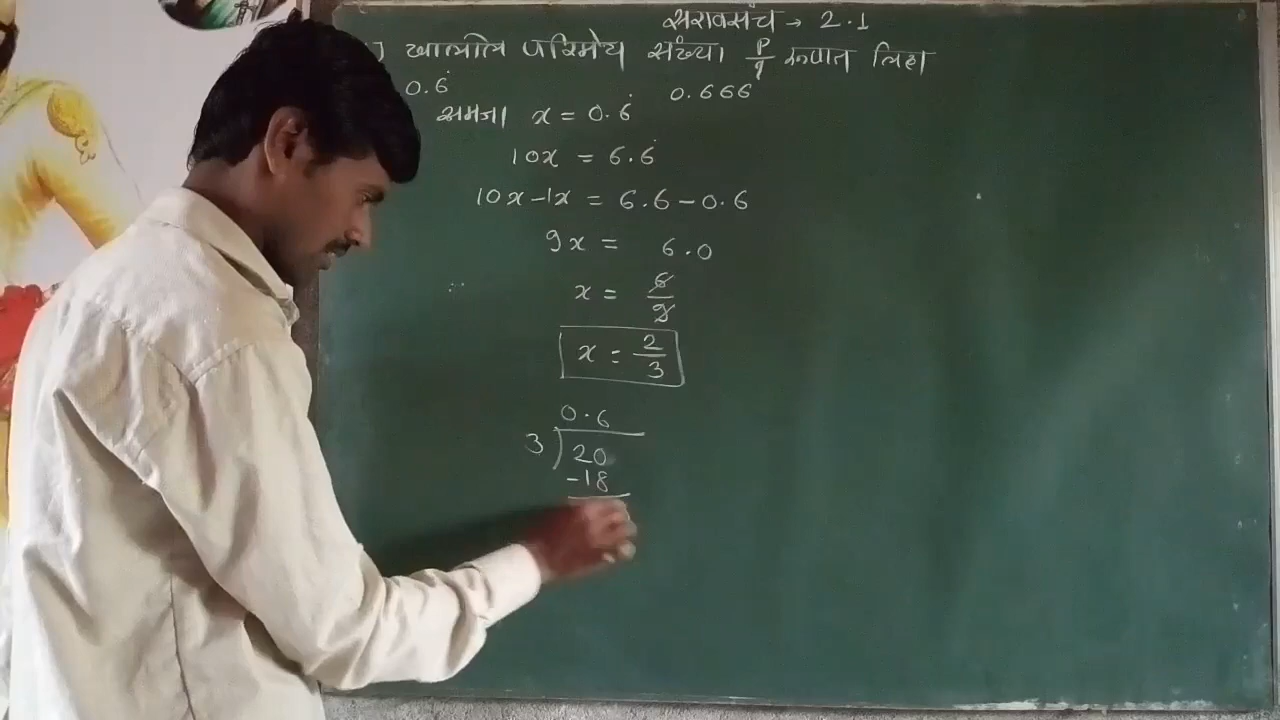 सरावसंच → 2.1
) खालील परिमेय संख्या p/q रूपात लिहा
0.6̇ 0.666
समजा x = 0.6̇
10x = 6.6̇
10x-1x = 6.6-0.6
9x = 6.0
x = 6/9
x = 2/3
0.6
3) 20
-18